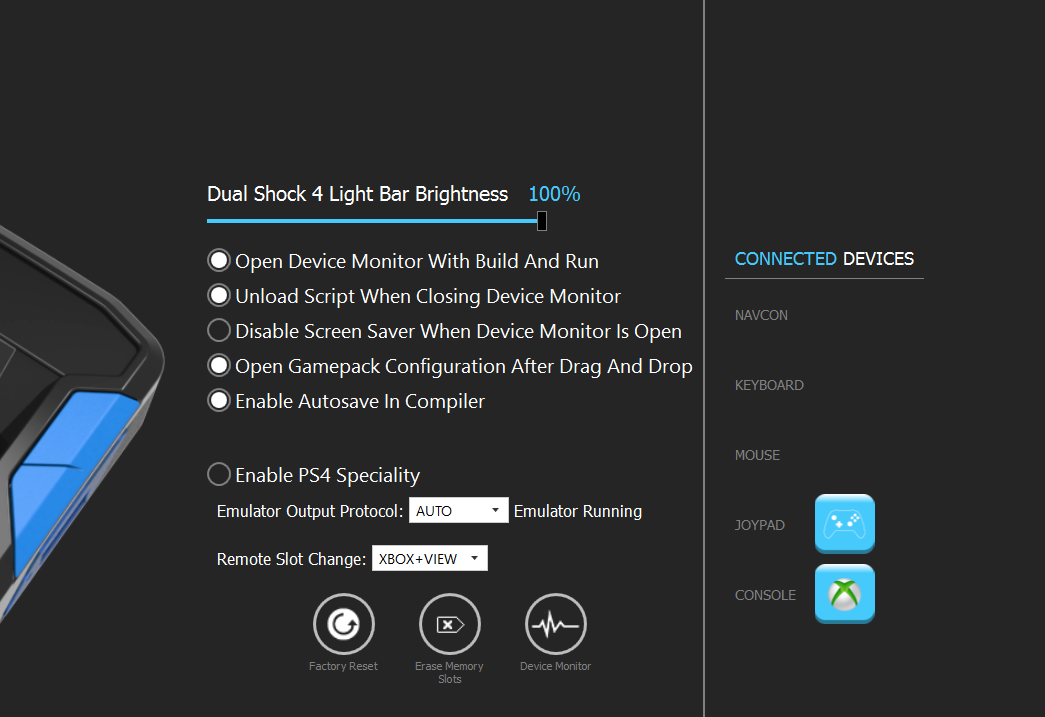 Dual Shock 4 Light Bar Brightness 100%
Open Device Monitor With Build And Run
Unload Script When Closing Device Monitor
Disable Screen Saver When Device Monitor Is Open
Open Gamepack Configuration After Drag And Drop
Enable Autosave In Compiler
Enable PS4 Speciality
Emulator Output Protocol: AUTO Emulator Running
Remote Slot Change: XBOX+VIEW
Factory Reset
Erase Memory
Slots
Device Monitor
CONNECTED DEVICES
NAVCON
KEYBOARD
MOUSE
JOYPAD
CONSOLE